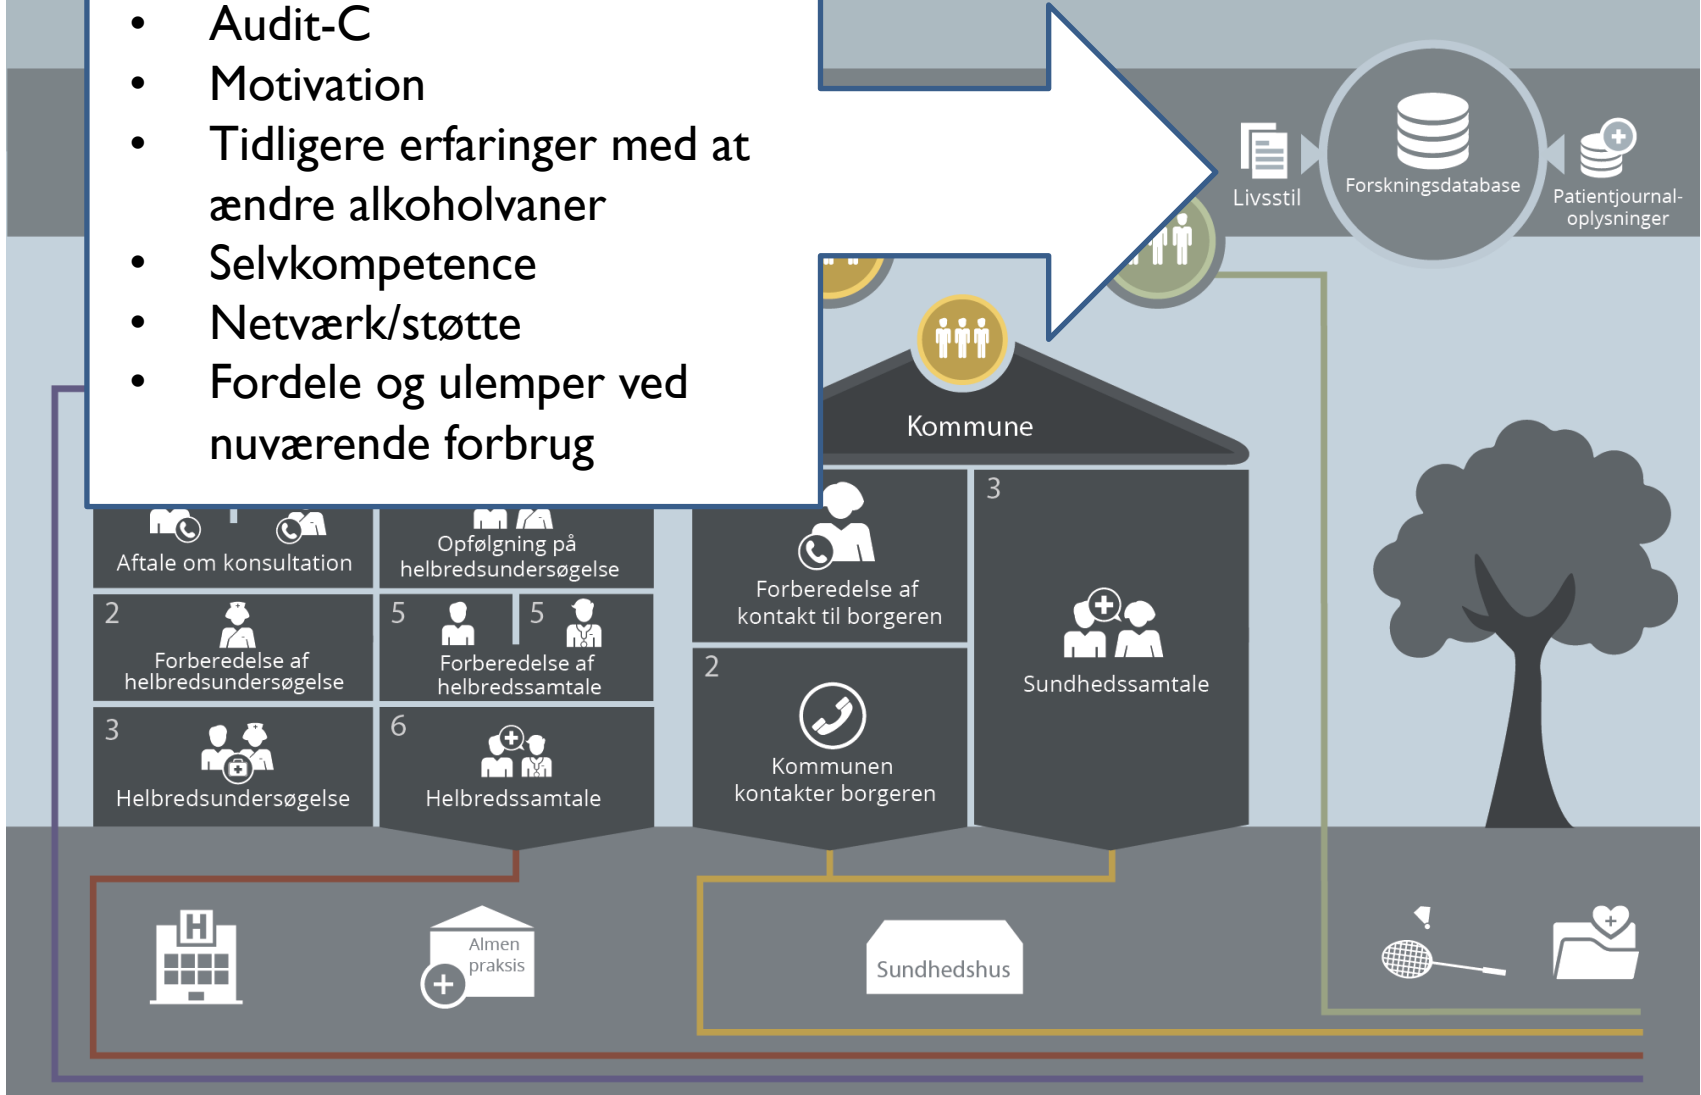 • Audit-C
• Motivation
• Tidligere erfaringer med at
ændre alkoholvaner
• Selvkompetence
• Netværk/støtte
• Fordele og ulemper ved
nuværende forbrug
Livsstil
Forskningsdatabase
Patientjournal-
oplysninger
Kommune
Aftale om konsultation
2
Forberedelse af
helbredsundersøgelse
3
Helbredsundersøgelse
Opfølgning på
helbredsundersøgelse
5
5
Forberedelse af
helbredssamtale
6
Helbredssamtale
Forberedelse af
kontakt til borgeren
2
Kommunen
kontakter borgeren
3
Sundhedssamtale
H
Almen
praksis
Sundhedshus